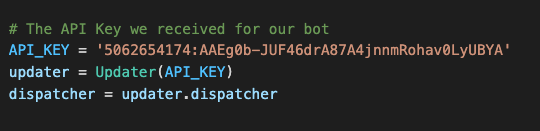 # The API Key we received for our bot
API_KEY = '5062654174:AAEg0b-JUF46drA87A4jnnmRohav0LyUBYA'
updater = Updater(API_KEY)
dispatcher = updater.dispatcher